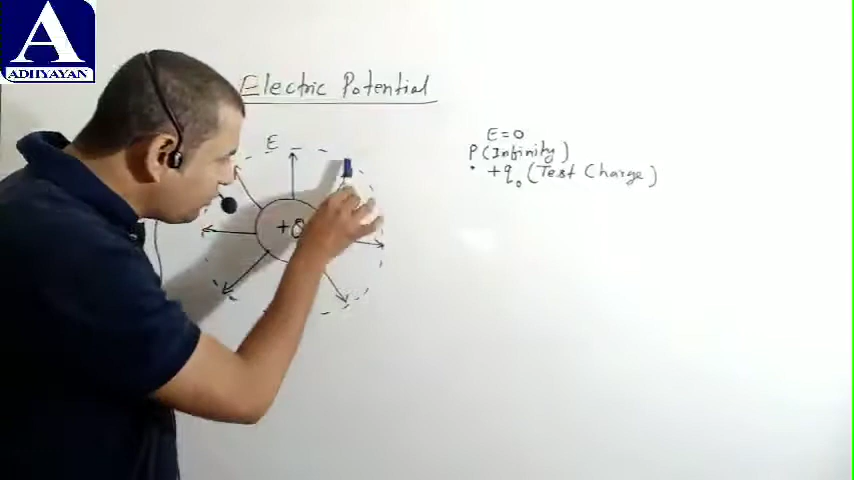 A
ADHYAYAN
Electric Potential
E
+Q
E=0
P (Infinity)
+q₀ (Test Charge)